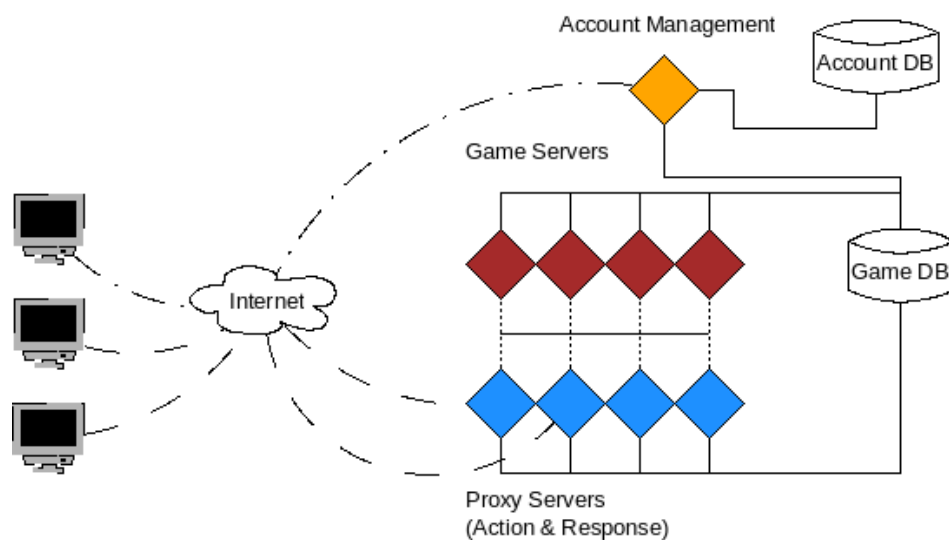 Account Management
Account DB
Game Servers
Game DB
Internet
Proxy Servers
(Action & Response)